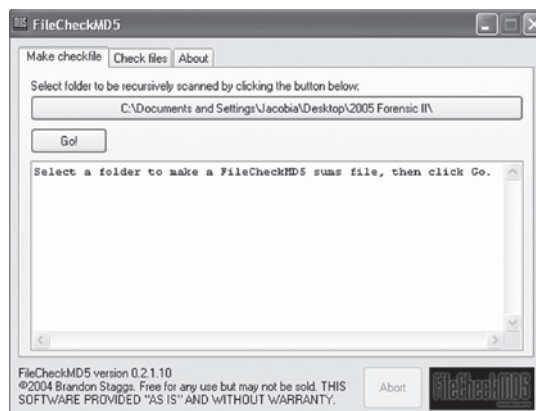 FileCheckMD5
Make checkfile Check files About
Select folder to be recursively scanned by clicking the button below:
C:\Documents and Settings\Jacobia\Desktop\2005 Forensic II\
Go!
Select a folder to make a FileCheckMD5 sums file, then click Go.
FileCheckMD5 version 0.2.1.10
©2004 Brandon Staggs. Free for any use but may not be sold. THIS
SOFTWARE PROVIDED "AS IS" AND WITHOUT WARRANTY.
Abort
FileCheckMD5